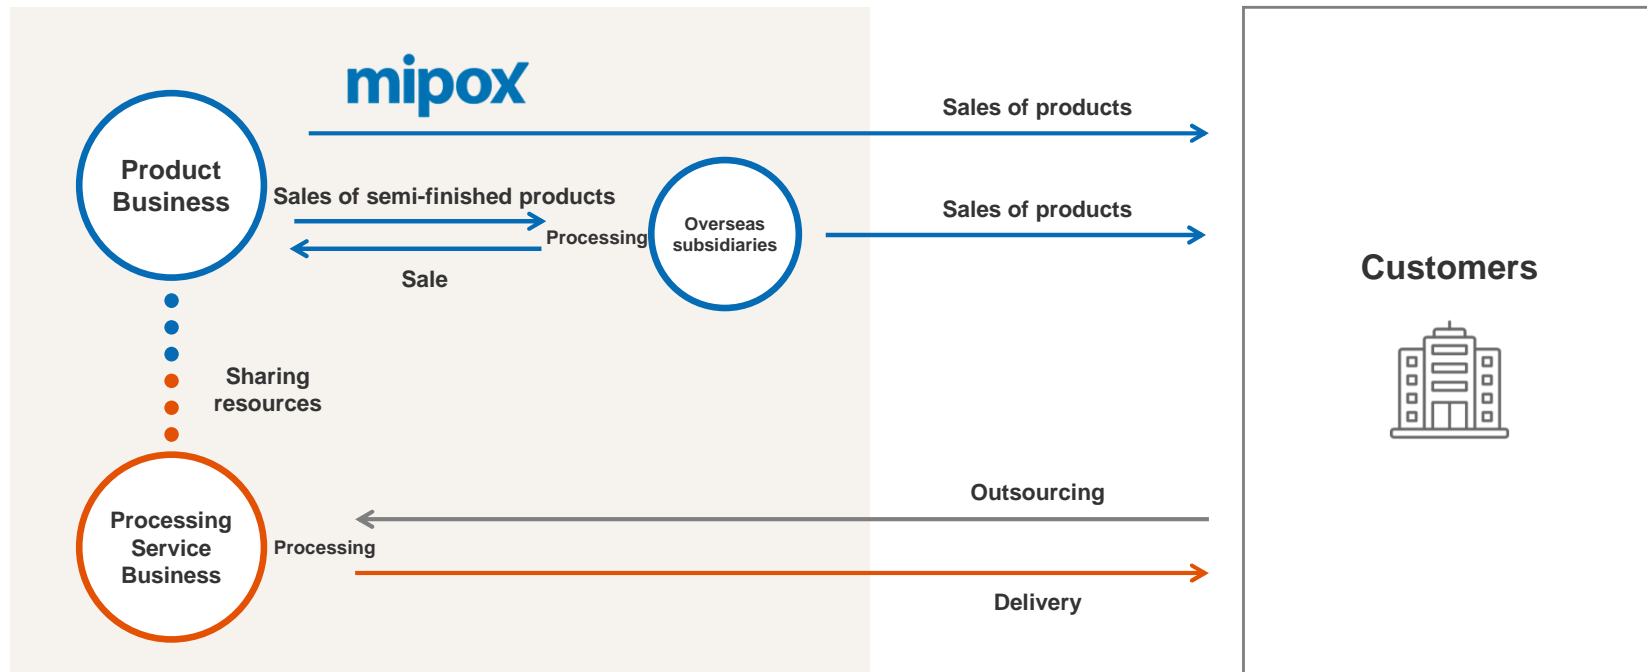 mipox
Sales of products
Product
Business
Sales of semi-finished products
Processing
Sale
Overseas
subsidiaries
Sales of products
Customers
Sharing
resources
Outsourcing
Processing
Service
Business
Processing
Delivery